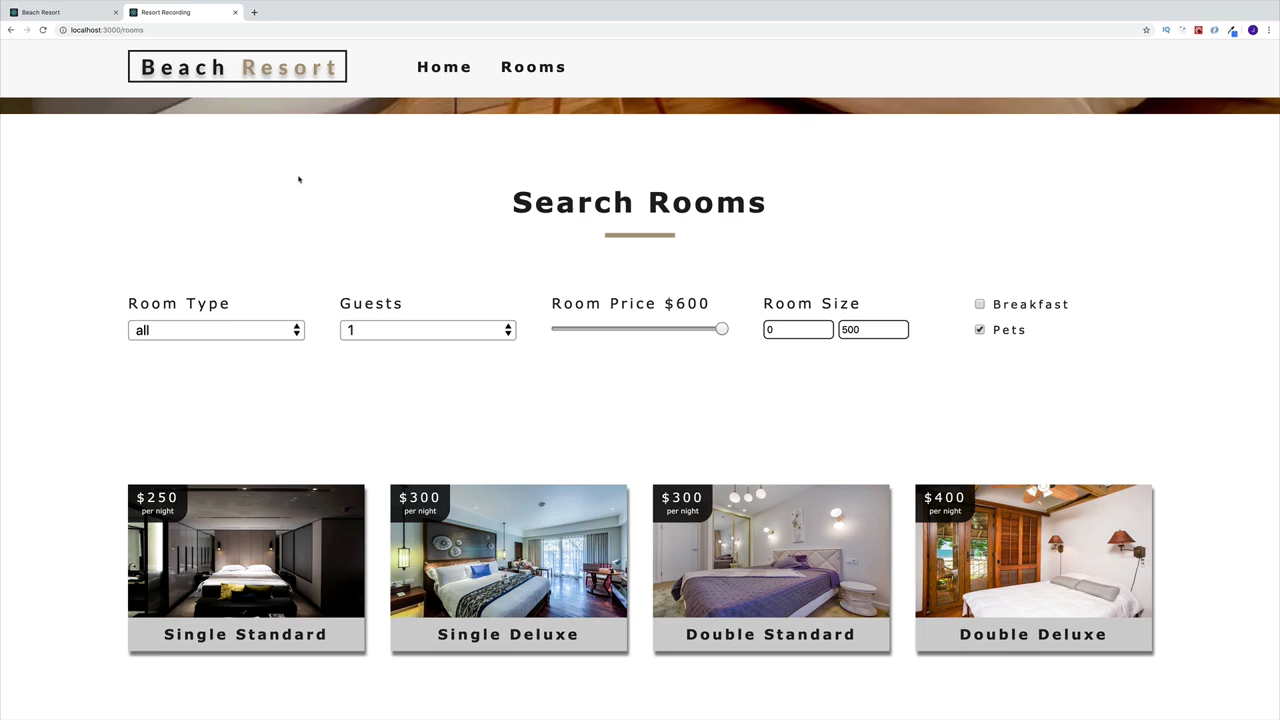 Beach Resort
Resort Recording
localhost:3000/rooms
IQ
J
Beach Resort
Home
Rooms
Search Rooms
Room Type
Guests
Room Price $600
Room Size
Breakfast
all
1
0
500
Pets
$250
per night
$300
per night
$300
per night
$400
per night
Single Standard
Single Deluxe
Double Standard
Double Deluxe